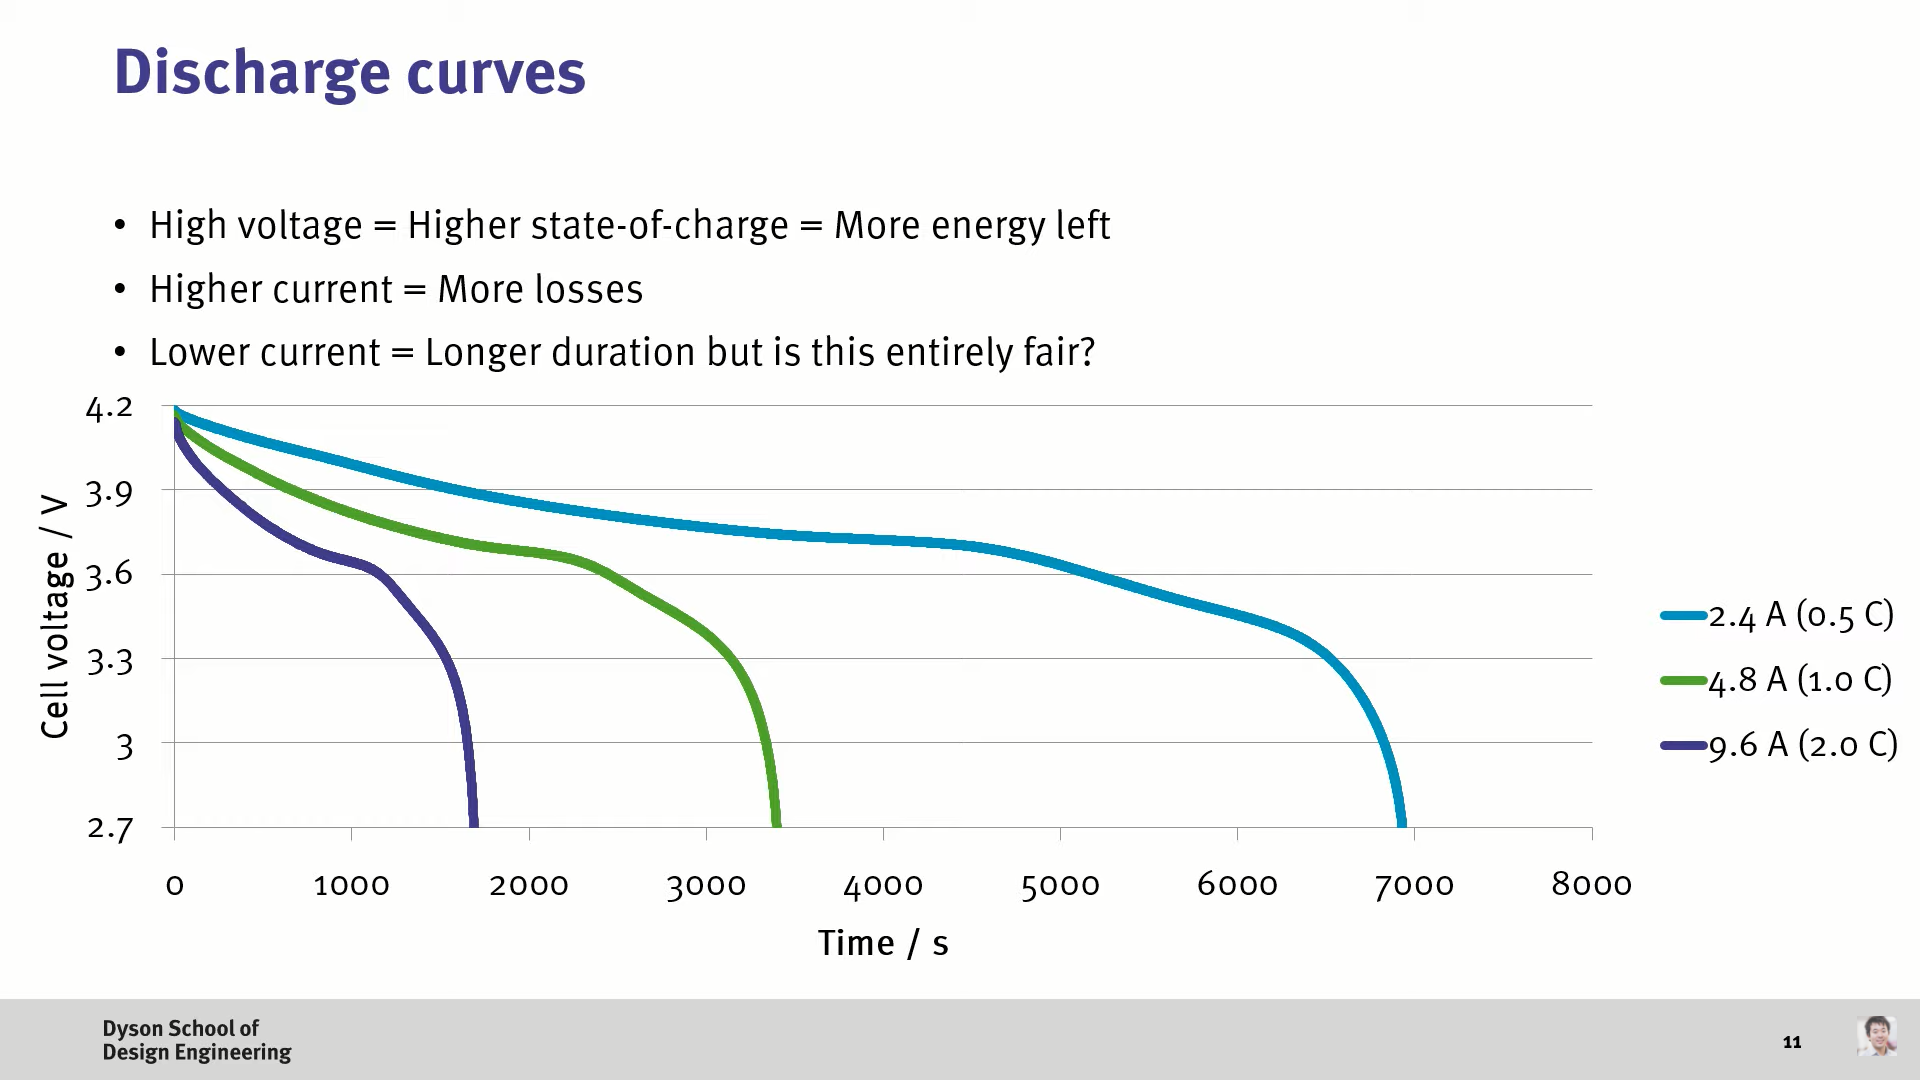 Discharge curves
• High voltage = Higher state-of-charge = More energy left
• Higher current = More losses
• Lower current = Longer duration but is this entirely fair?
4.2
3.9
3.6
3.3
3
2.7
Cell voltage / V
0 1000 2000 3000 4000 5000 6000 7000 8000
Time / s
2.4 A (0.5 C)
4.8 A (1.0 C)
9.6 A (2.0 C)
Dyson School of
Design Engineering
11